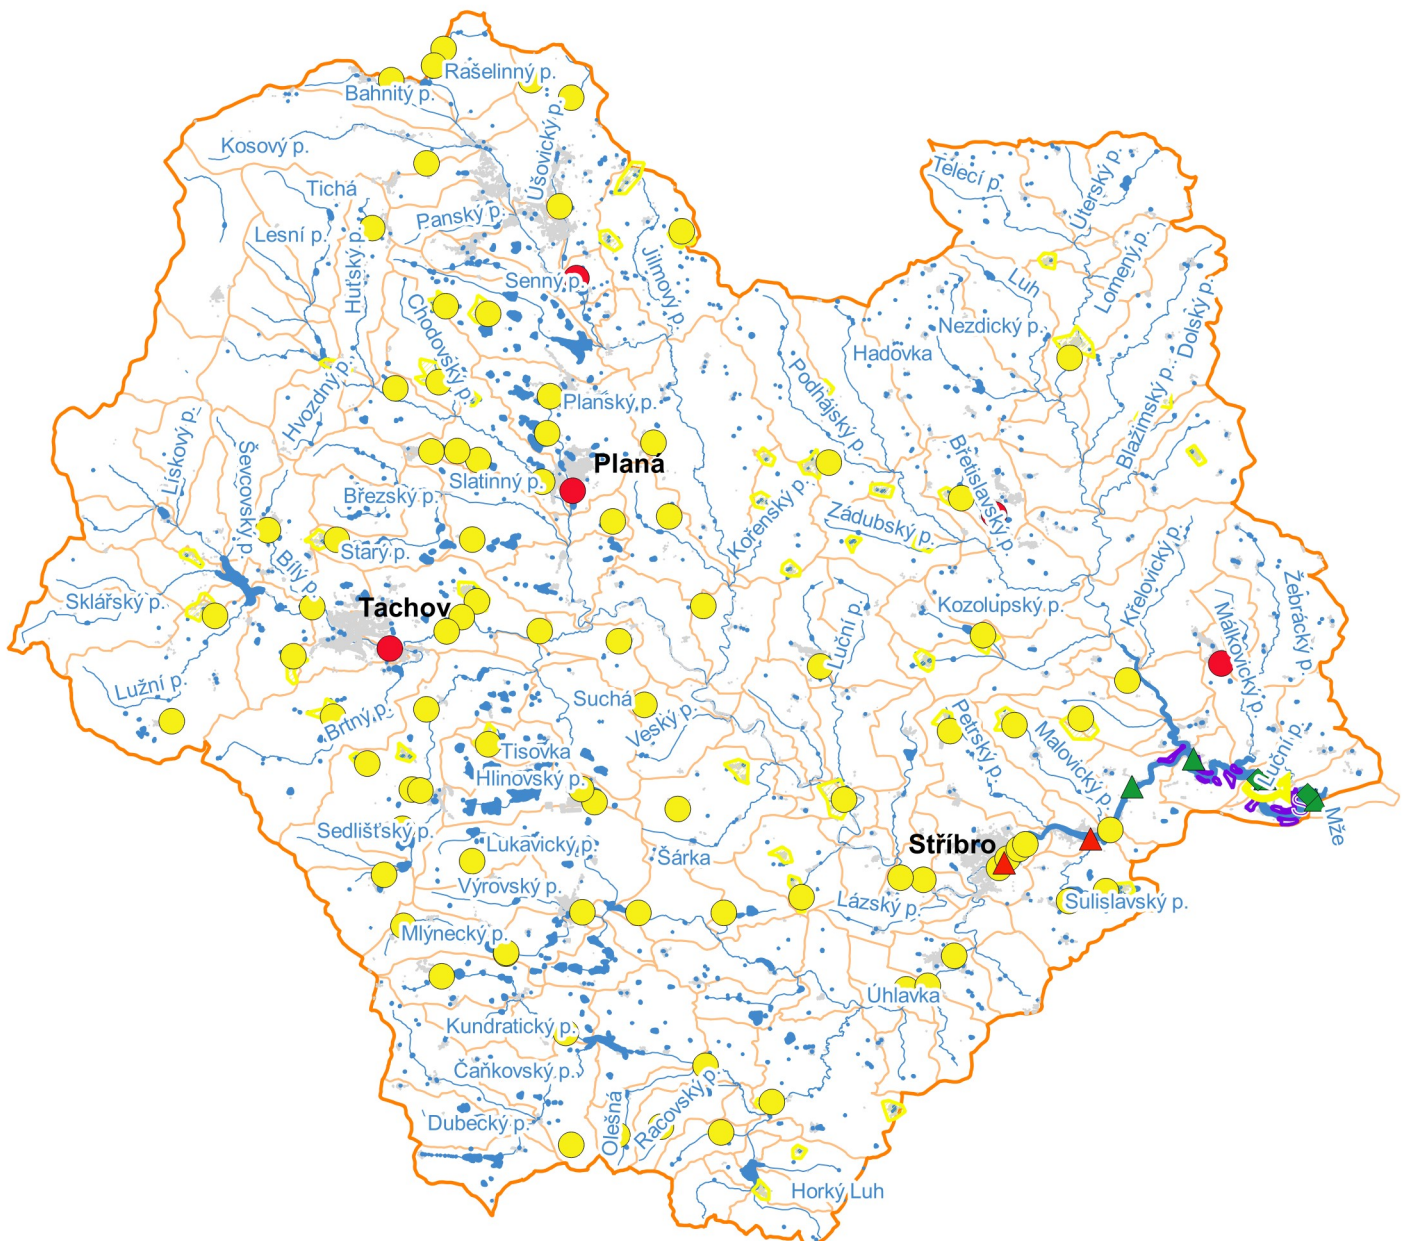 Rašelinný p.
Bahnitý p.
Kosový p.
Úšovický p.
Telecí p.
Úterský p.
Tichá
Panský p.
Lesní p.
Huťský p.
Jilmový p.
Senný p.
Luh
Lomený p.
Dolský p.
Chodovský p.
Nezdický p.
Hadovka
Podhájský p.
Hvozdný p.
Plánský p.
Blažimský p.
Lískový p.
Ševcovský p.
Planá
Břetislavský p.
Slatinný p.
Březský p.
Kořenský p.
Zádubský p.
Starý p.
Bílý p.
Křelovický p.
Žebrácký p.
Sklářský p.
Tachov
Kozolupský p.
Luční p.
Málkovický p.
Lužní p.
Suchá
Brtný p.
Veský p.
Petrský p.
Malovický p.
Luční p.
Tisovka
Hlinovský p.
Mže
Sedlišťský p.
Lukavický p.
Stříbro
Šárka
Výrovský p.
Lázský p.
Sulislavský p.
Mlýnecký p.
Úhlavka
Kundratický p.
Čaňkovský p.
Olešná
Racovský p.
Dubecký p.
Horký Luh